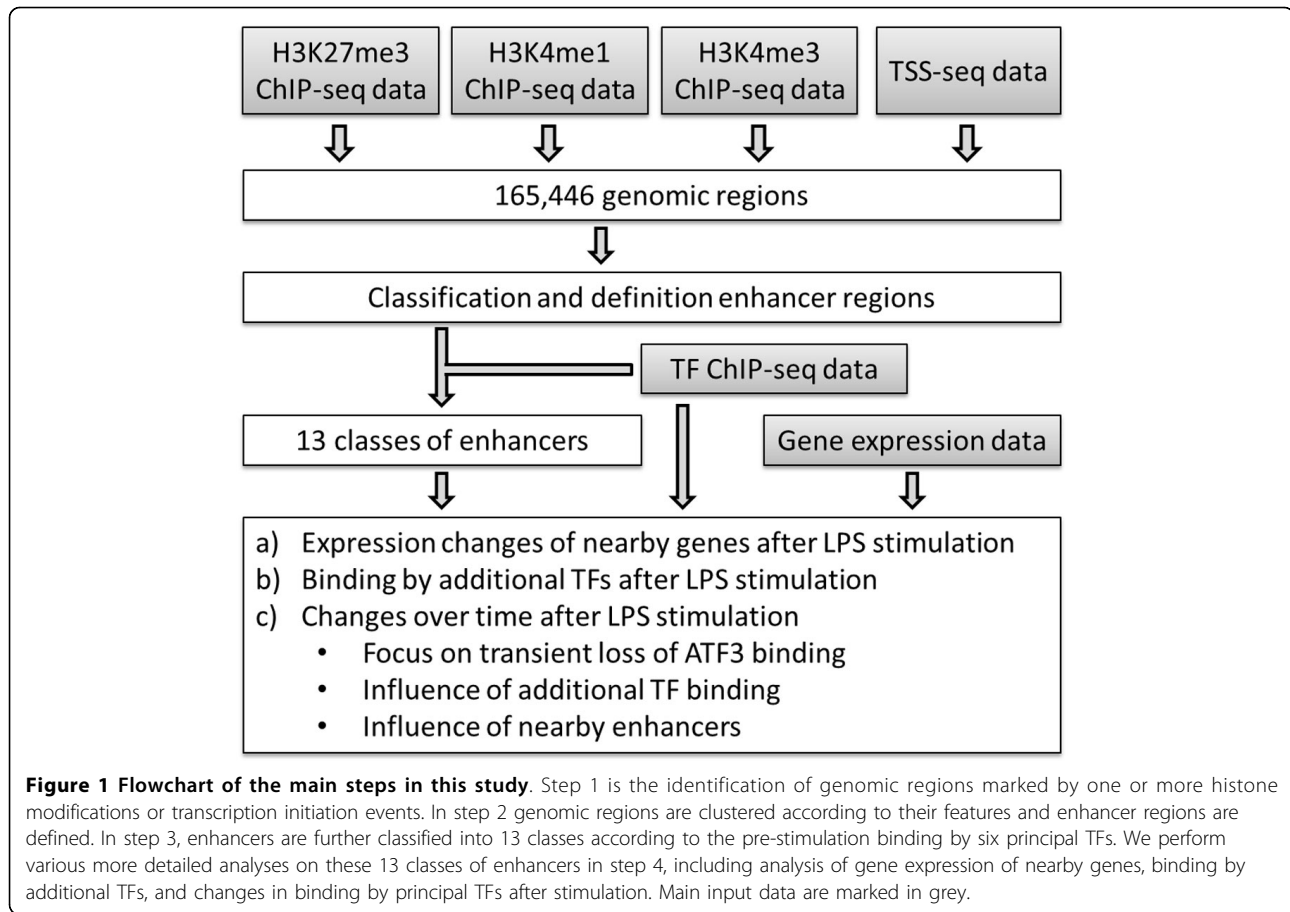 H3K27me3
ChIP-seq data
H3K4me1
ChIP-seq data
H3K4me3
ChIP-seq data
TSS-seq data
165,446 genomic regions
Classification and definition enhancer regions
TF ChIP-seq data
13 classes of enhancers
Gene expression data
a) Expression changes of nearby genes after LPS stimulation
b) Binding by additional TFs after LPS stimulation
c) Changes over time after LPS stimulation
• Focus on transient loss of ATF3 binding
• Influence of additional TF binding
• Influence of nearby enhancers
Figure 1 Flowchart of the main steps in this study. Step 1 is the identification of genomic regions marked by one or more histone
modifications or transcription initiation events. In step 2 genomic regions are clustered according to their features and enhancer regions are
defined. In step 3, enhancers are further classified into 13 classes according to the pre-stimulation binding by six principal TFs. We perform
various more detailed analyses on these 13 classes of enhancers in step 4, including analysis of gene expression of nearby genes, binding by
additional TFs, and changes in binding by principal TFs after stimulation. Main input data are marked in grey.